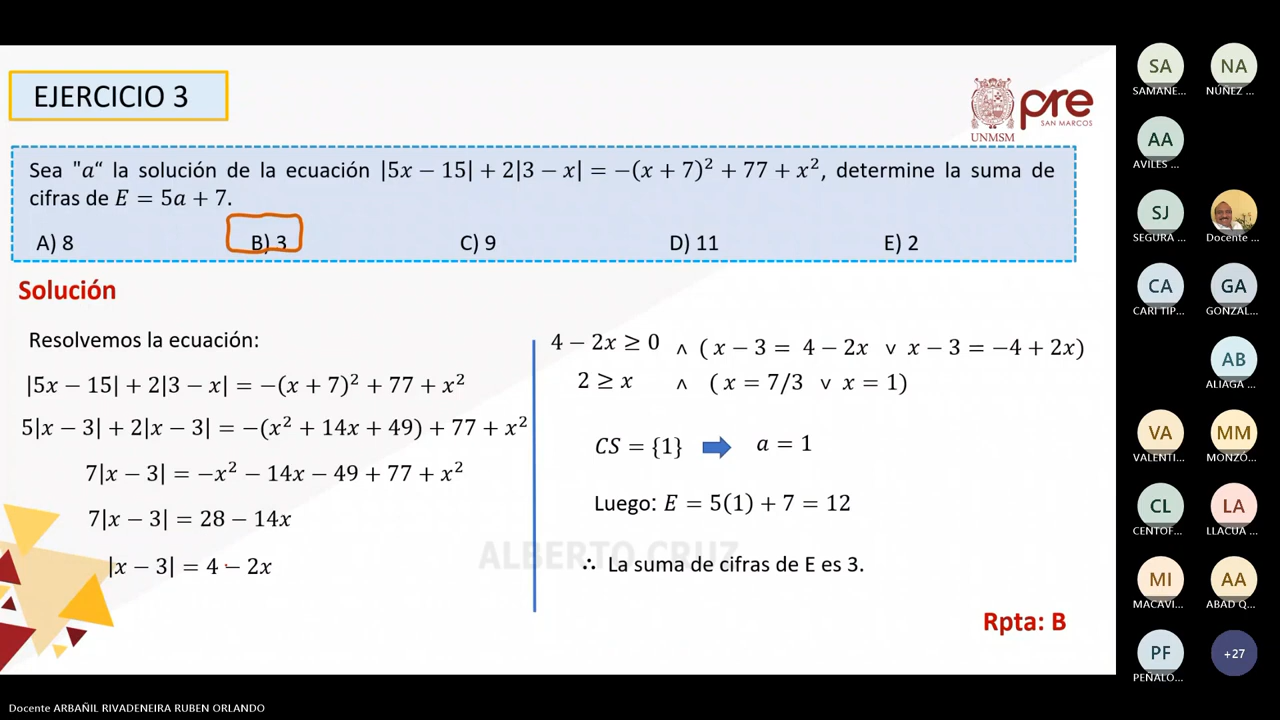 EJERCICIO 3
UNMSM
pre
SAN MARCOS
Sea "a“ la solución de la ecuación |5x − 15| + 2|3 − x| = −(x + 7)² + 77 + x², determine la suma de
cifras de E = 5a + 7.
A) 8 B) 3 C) 9 D) 11 E) 2
Solución
Resolvemos la ecuación:
|5x − 15| + 2|3 − x| = −(x + 7)² + 77 + x²
5|x − 3| + 2|x − 3| = −(x² + 14x + 49) + 77 + x²
7|x − 3| = −x² − 14x − 49 + 77 + x²
7|x − 3| = 28 − 14x
|x − 3| = 4 − 2x
4 − 2x ≥ 0 ∧ ( x − 3 = 4 − 2x ∨ x − 3 = −4 + 2x)
2 ≥ x ∧ ( x = 7/3 ∨ x = 1)
CS = {1} a = 1
Luego: E = 5(1) + 7 = 12
ALBERTO CRUZ
∴ La suma de cifras de E es 3.
Rpta: B
SA NA
SAMANE... NÚÑEZ ...
AA
AVILES ...
SJ
SEGURA ... Docente ...
CA GA
CARI TIP... GONZAL...
AB
ALIAGA ...
VA MM
VALENTI... MONZÓ...
CL LA
CENTOF... LLACUA ...
MI AA
MACAVI... ABAD Q...
PF +27
PEÑALO...
Docente ARBAÑIL RIVADENEIRA RUBEN ORLANDO